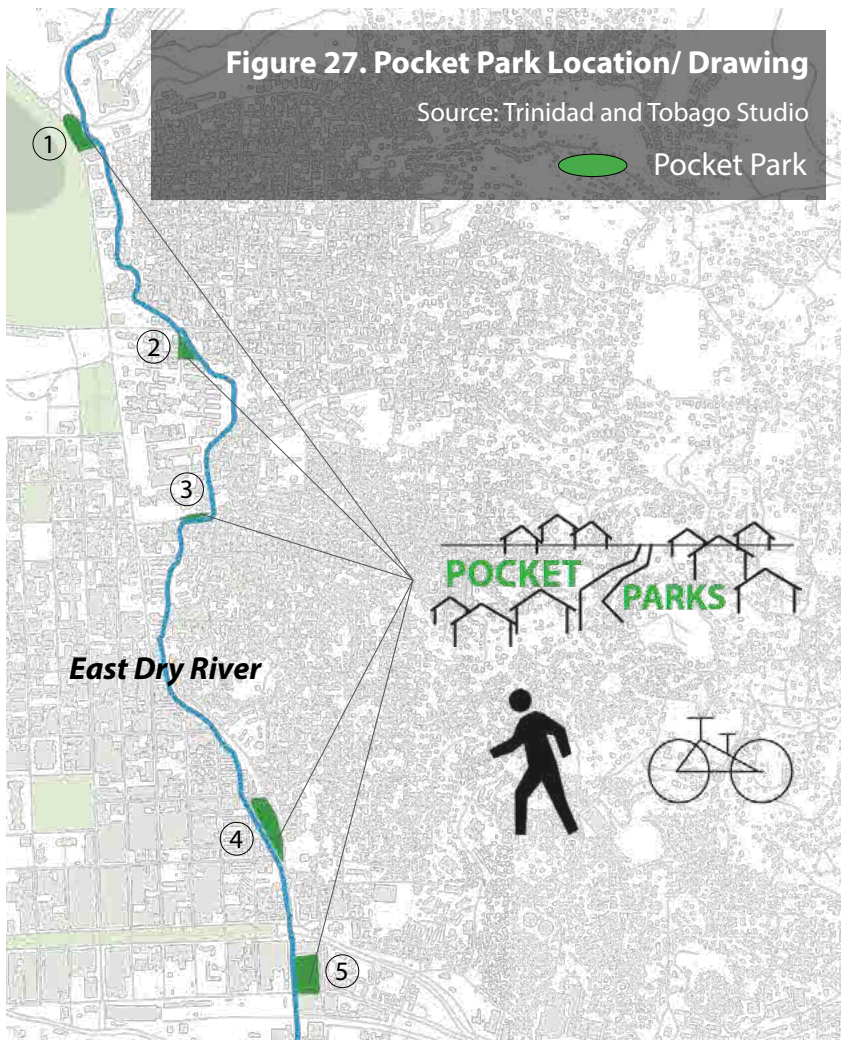 Figure 27. Pocket Park Location/ Drawing
Source: Trinidad and Tobago Studio
Pocket Park
1
2
3
POCKET
PARKS
East Dry River
4
5